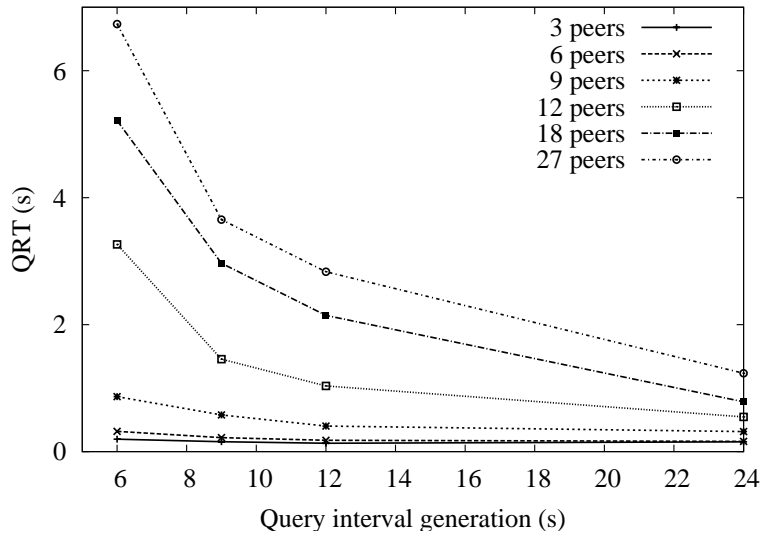 3 peers
6 peers
9 peers
12 peers
18 peers
27 peers
QRT (s)
6
4
2
0
6 8 10 12 14 16 18 20 22 24
Query interval generation (s)